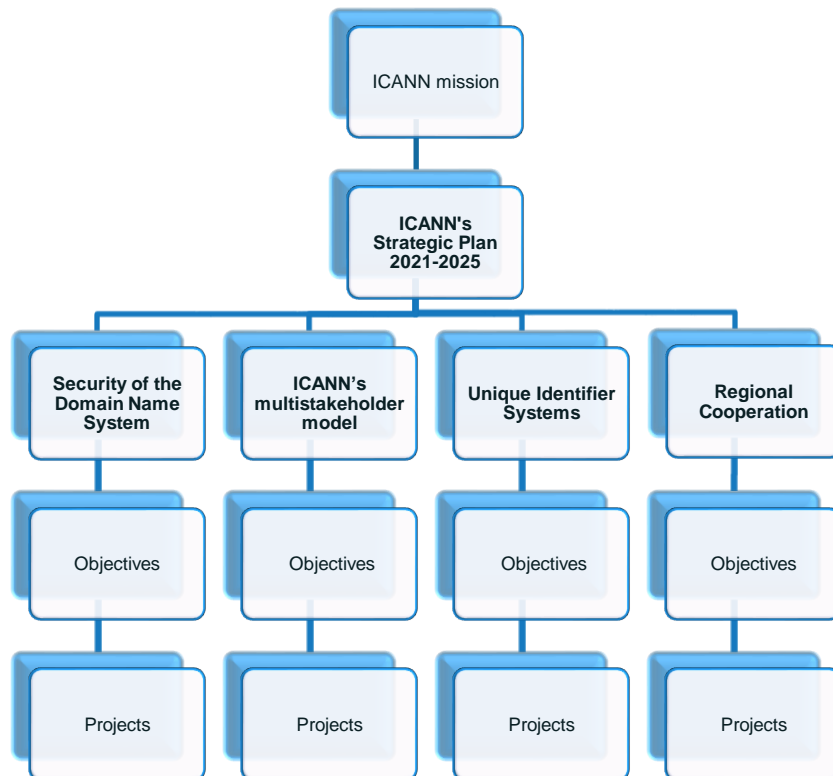 ICANN mission
ICANN's
Strategic Plan
2021-2025
Security of the
Domain Name
System
ICANN’s
multistakeholder
model
Unique Identifier
Systems
Regional
Cooperation
Objectives
Objectives
Objectives
Objectives
Projects
Projects
Projects
Projects